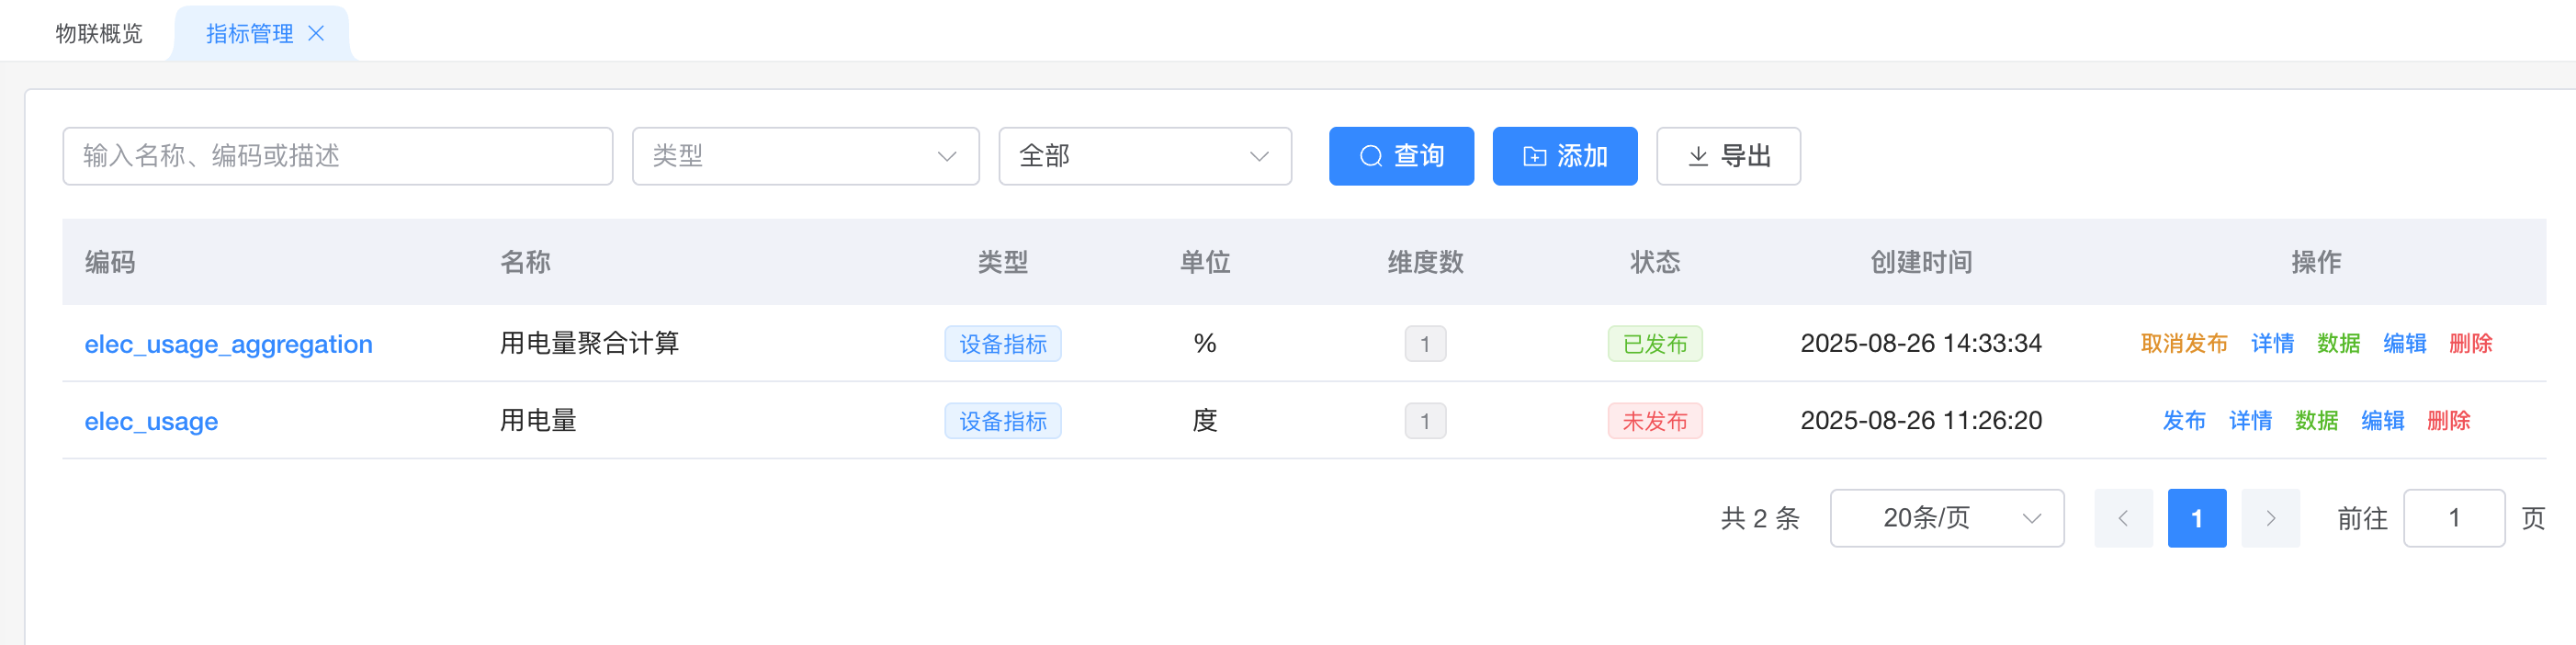 物联概览 指标管理
输入名称、编码或描述 类型 全部 查询 添加 导出
编码 名称 类型 单位 维度数 状态 创建时间 操作
elec_usage_aggregation 用电量聚合计算 设备指标 % 1 已发布 2025-08-26 14:33:34 取消发布 详情 数据 编辑 删除
elec_usage 用电量 设备指标 度 1 未发布 2025-08-26 11:26:20 发布 详情 数据 编辑 删除
共 2 条 20条/页 1 前往 1 页